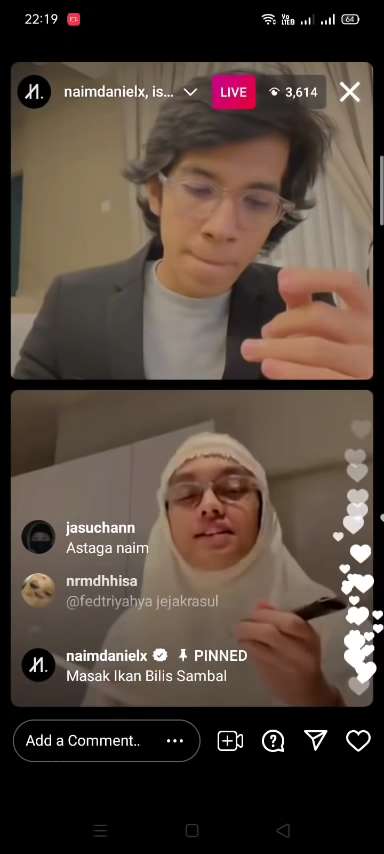 22:19
64
naimdanielx, is...
LIVE
3,614
jasuchann
Astaga naim
nrmdhhisa
@fedtriyahya jejakrasul
naimdanielx PINNED
Masak Ikan Bilis Sambal
Add a Comment..